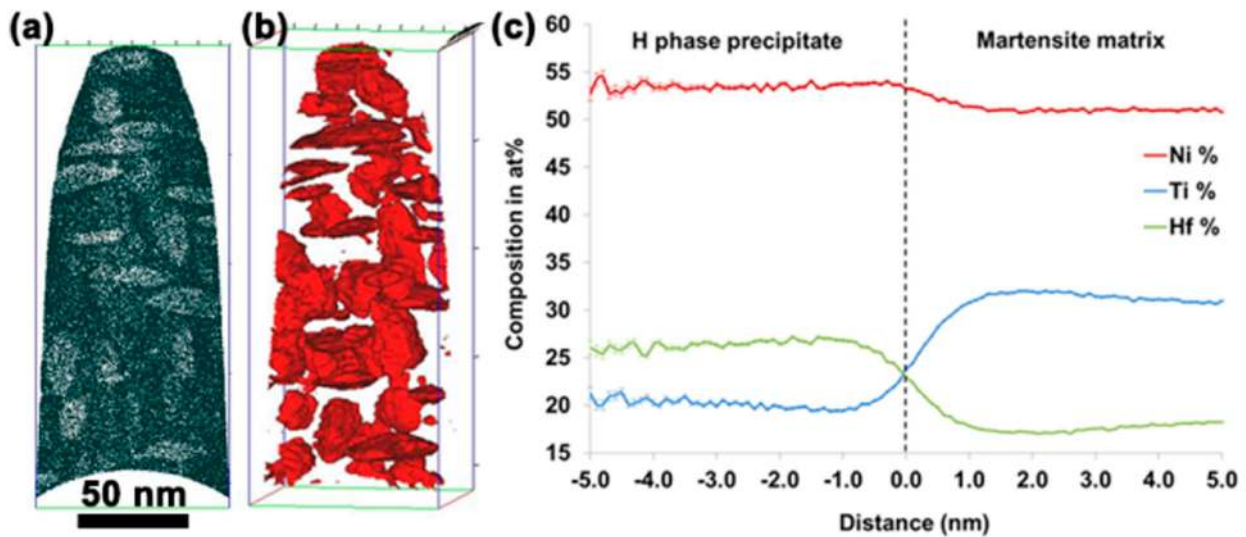 (a)
(b)
(c)
50 nm
60
55
50
45
40
35
30
25
20
15
Composition in at%
H phase precipitate
Martensite matrix
Ni %
Ti %
Hf %
-5.0 -4.0 -3.0 -2.0 -1.0 0.0 1.0 2.0 3.0 4.0 5.0
Distance (nm)